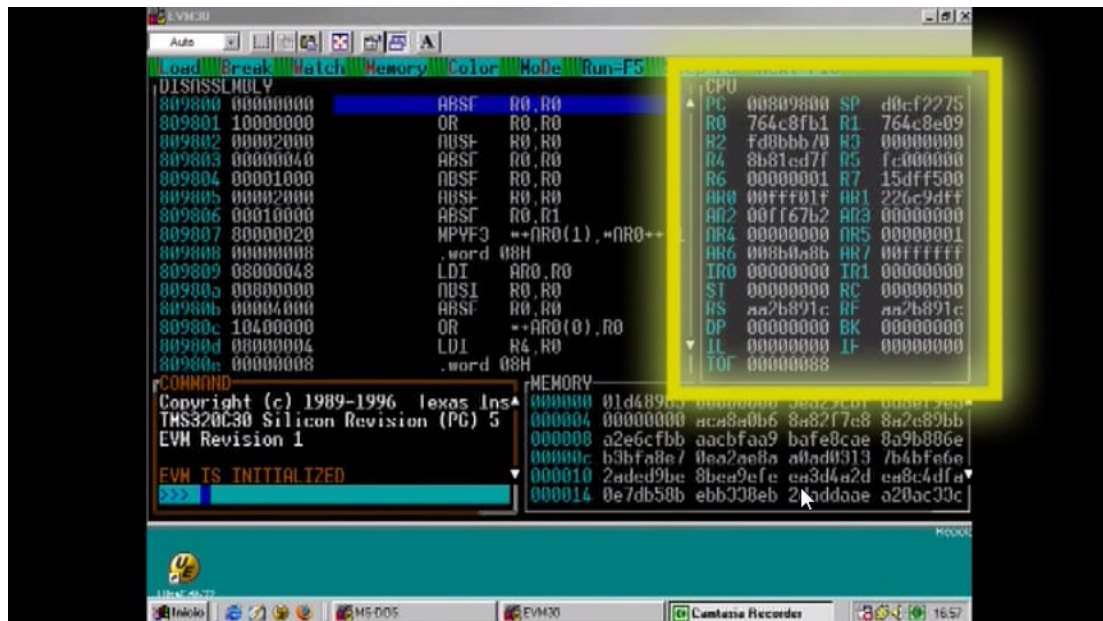 EVM30
Auto
A
Load Break Watch Memory Color MoDe Run=F5
DISASSEMBLY
809800 00000000 ABSF R0,R0
809801 10000000 OR R0,R0
809802 00002000 ABSF R0,R0
809803 00000040 ABSF R0,R0
809804 00001000 ABSF R0,R0
809805 00002000 ABSF R0,R0
809806 00010000 ABSF R0,R1
809807 80000020 MPYF3 *+AR0(1),*AR0++
809808 00000008 .word 08H
809809 08000048 LDI AR0,R0
80980a 00800000 ABSI R0,R0
80980b 00004000 ABSF R0,R0
80980c 10400000 OR *+AR0(0),R0
80980d 08000004 LDI R4,R0
80980e 00000008 .word 08H
CPU
PC 00809800 SP d0cf2275
R0 764c8fb1 R1 764c8e09
R2 fd8bbb70 R3 00000000
R4 8b81ed7f R5 fc000000
R6 00000001 R7 15dff500
AR0 00fff01f AR1 226c9dff
AR2 00ff67b2 AR3 00000000
AR4 00000000 AR5 00000001
AR6 008b0a8b AR7 00ffffff
IR0 00000000 IR1 00000000
ST 00000000 RC 00000000
RS aa2b891c RE aa2b891c
DP 00000000 BK 00000000
IE 00000000 IF 00000000
IOF 00000088
COMMAND
Copyright (c) 1989-1996 Texas Ins
TMS320C30 Silicon Revision (PG) 5
EVM Revision 1
EVM IS INITIALIZED
>>>
MEMORY
000000
000004 00000000 aca8a0b6 8a82f7e8 8a2e89bb
000008 a2e6cfbb aacbfaa9 bafe8cae 8a9b886e
00000c b3bfa8e7 0ea2ae8a a0ad0313 7b4bfe6e
000010 2aded9be 8bea9efe ea3d4a2d ea8c4dfa
000014 0e7db58b ebb338eb a20ac33c
Inicio
MS-DOS
EVM30
Camtasia Recorder
16:57